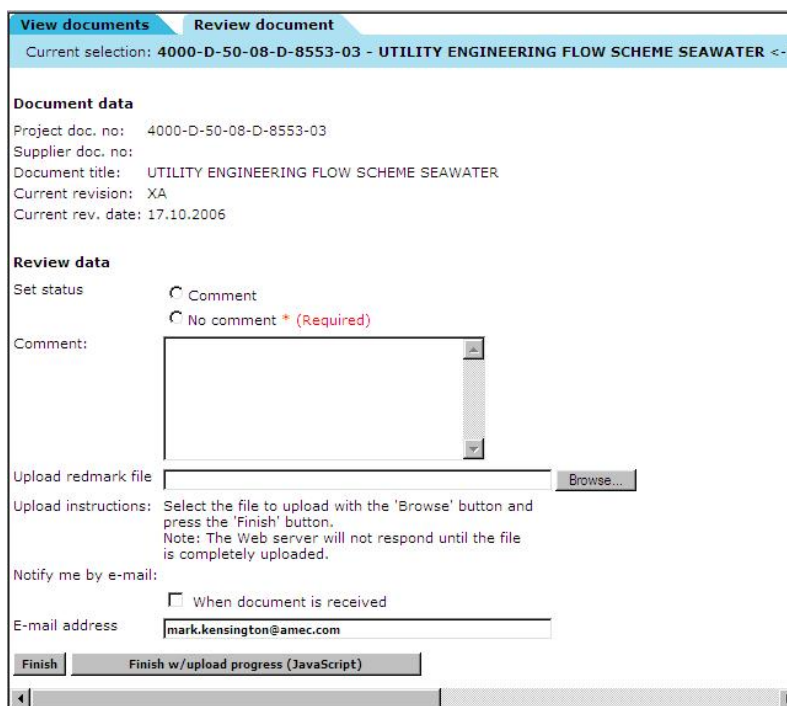 View documents Review document
Current selection: 4000-D-50-08-D-8553-03 - UTILITY ENGINEERING FLOW SCHEME SEAWATER <-
Document data
Project doc. no: 4000-D-50-08-D-8553-03
Supplier doc. no:
Document title: UTILITY ENGINEERING FLOW SCHEME SEAWATER
Current revision: XA
Current rev. date: 17.10.2006
Review data
Set status Comment
No comment * (Required)
Comment:
Upload redmark file Browse...
Upload instructions: Select the file to upload with the 'Browse' button and
press the 'Finish' button.
Note: The Web server will not respond until the file
is completely uploaded.
Notify me by e-mail:
When document is received
E-mail address mark.kensington@amec.com
Finish Finish w/upload progress (JavaScript)